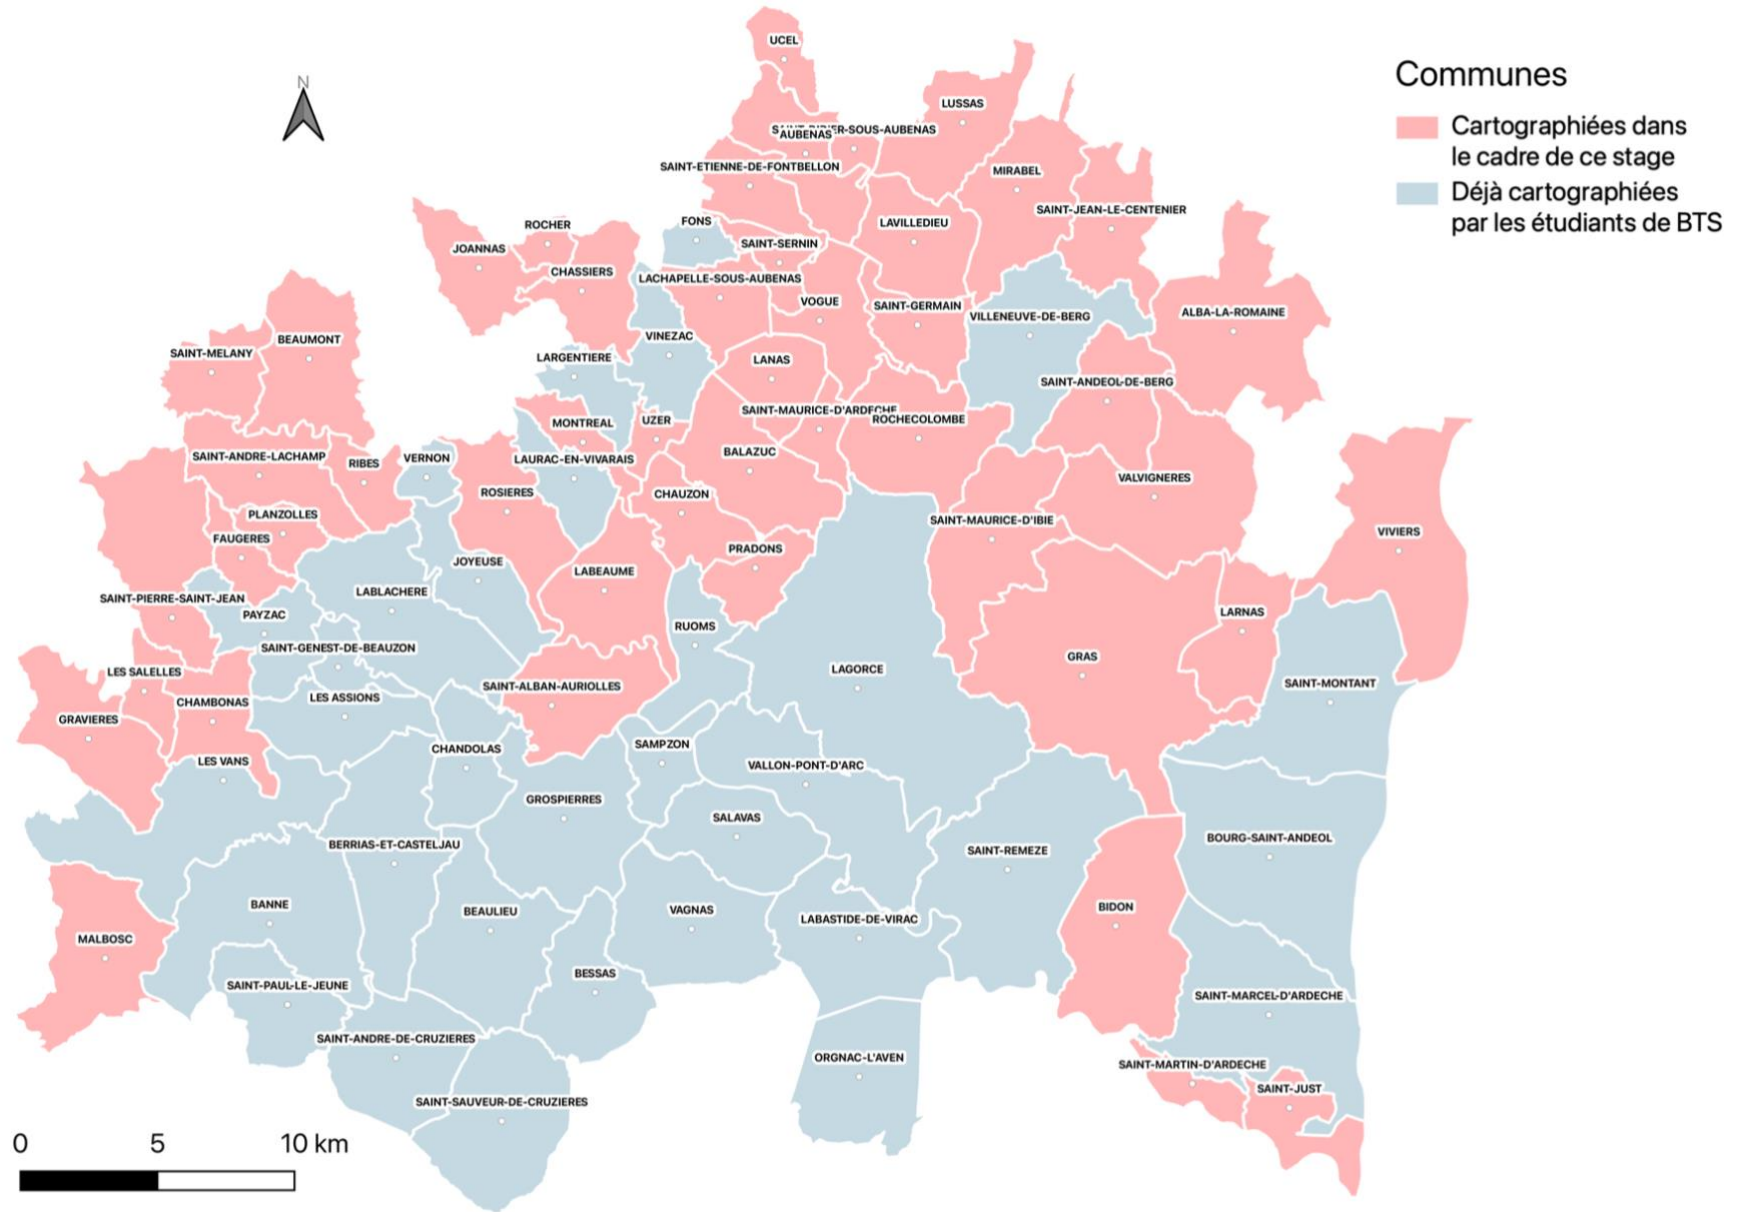 UCEL
Communes
N
LUSSAS
Cartographiées dans
le cadre de ce stage
SAINT-DIDIER-SOUS-AUBENAS
AUBENAS
SAINT-ETIENNE-DE-FONTBELLON
MIRABEL
Déjà cartographiées
par les étudiants de BTS
SAINT-JEAN-LE-CENTENIER
FONS
LAVILLEDIEU
ROCHER
SAINT-SERNIN
JOANNAS
CHASSIERS
LACHAPELLE-SOUS-AUBENAS
VOGUE
SAINT-GERMAIN
VILLENEUVE-DE-BERG
ALBA-LA-ROMAINE
VINEZAC
BEAUMONT
SAINT-MELANY
LARGENTIERE
LANAS
SAINT-ANDEOL-DE-BERG
SAINT-MAURICE-D'ARDECHE
ROCHECOLOMBE
MONTREAL
UZER
BALAZUC
SAINT-ANDRE-LACHAMP
RIBES
VERNON
LAURAC-EN-VIVARAIS
VALVIGNERES
ROSIERES
CHAUZON
PLANZOLLES
SAINT-MAURICE-D'IBIE
VIVIERS
FAUGERES
PRADONS
JOYEUSE
LABEAUME
LABLACHERE
SAINT-PIERRE-SAINT-JEAN
PAYZAC
LARNAS
RUOMS
SAINT-GENEST-DE-BEAUZON
GRAS
LES SALELLES
LAGORCE
SAINT-MONTANT
SAINT-ALBAN-AURIOLLES
LES ASSIONS
CHAMBONAS
GRAVIERES
SAMPZON
CHANDOLAS
LES VANS
VALLON-PONT-D'ARC
GROSPIERRES
SALAVAS
BERRIAS-ET-CASTELJAU
SAINT-REMEZE
BOURG-SAINT-ANDEOL
BANNE
BEAULIEU
VAGNAS
LABASTIDE-DE-VIRAC
BIDON
MALBOSC
BESSAS
SAINT-PAUL-LE-JEUNE
SAINT-MARCEL-D'ARDECHE
SAINT-ANDRE-DE-CRUZIERES
ORGNAC-L'AVEN
SAINT-MARTIN-D'ARDECHE
SAINT-JUST
SAINT-SAUVEUR-DE-CRUZIERES
0 5 10 km